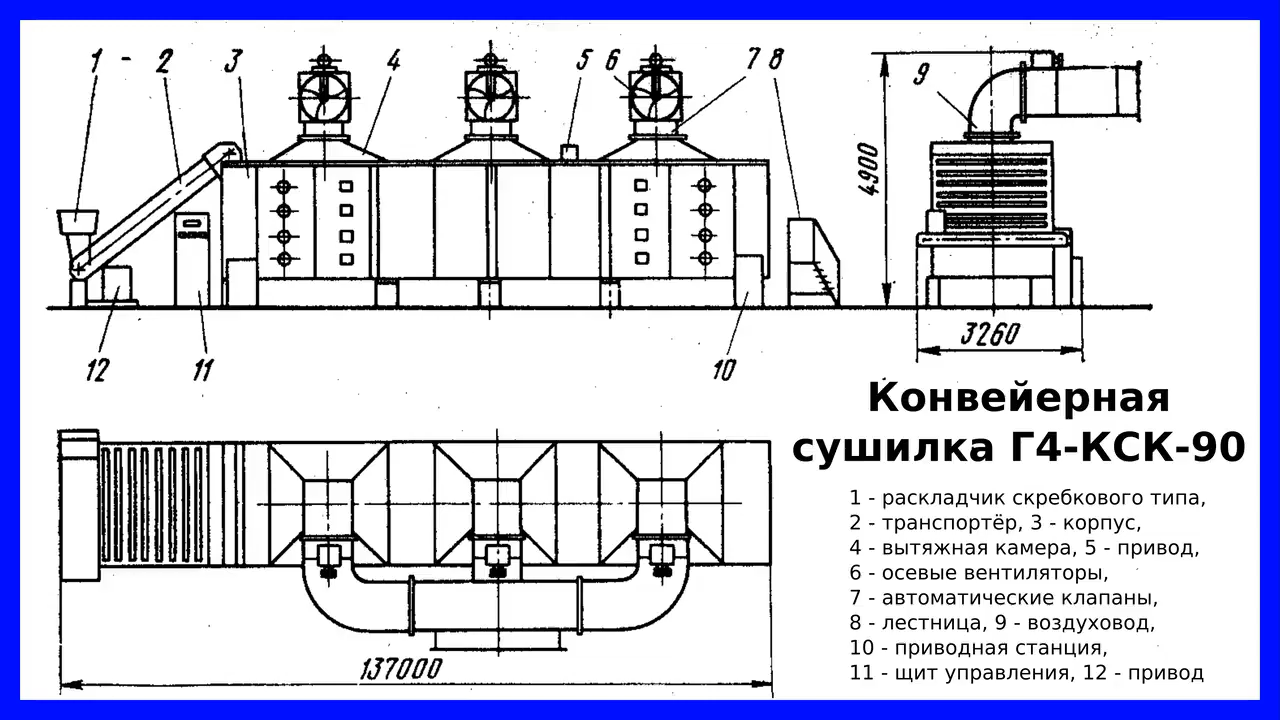 1 - 2 3 4 5 6 7 8 9
4900
3260
12 11 10
Конвейерная
сушилка Г4-КСК-90
1 - раскладчик скребкового типа,
2 - транспортёр, 3 - корпус,
4 - вытяжная камера, 5 - привод,
6 - осевые вентиляторы,
7 - автоматические клапаны,
8 - лестница, 9 - воздуховод,
10 - приводная станция,
11 - щит управления, 12 - привод
137000